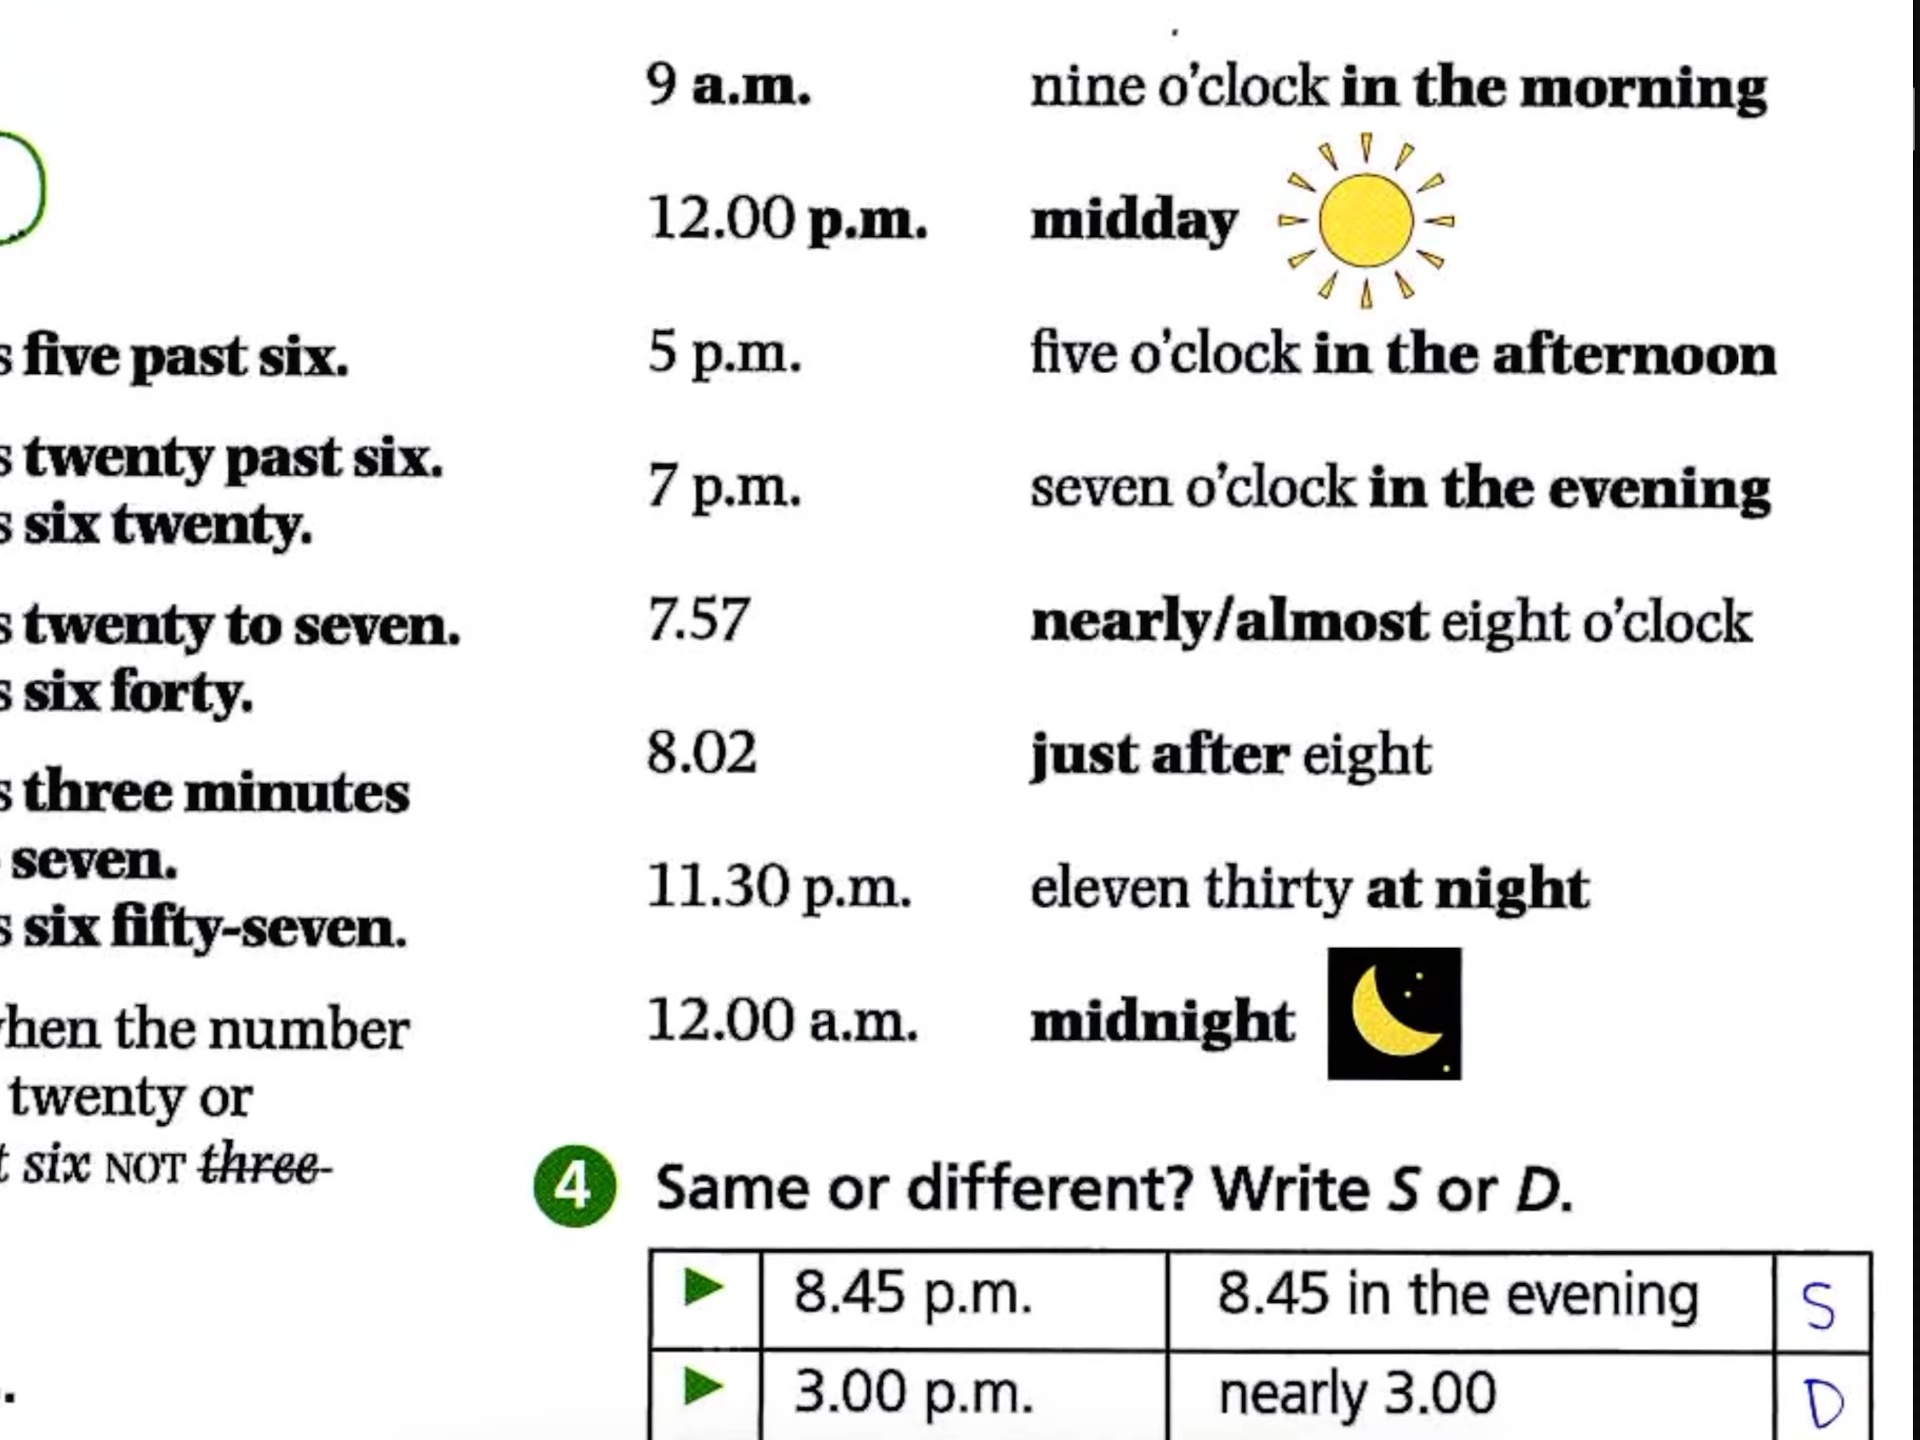 s five past six.
s twenty past six.
s six twenty.
s twenty to seven.
s six forty.
s three minutes
seven.
s six fifty-seven.
when the number
twenty or
t six NOT three-
9 a.m. nine o'clock in the morning
12.00 p.m. midday
5 p.m. five o'clock in the afternoon
7 p.m. seven o'clock in the evening
7.57 nearly/almost eight o'clock
8.02 just after eight
11.30 p.m. eleven thirty at night
12.00 a.m. midnight
4 Same or different? Write S or D.
8.45 p.m. 8.45 in the evening S
3.00 p.m. nearly 3.00 D